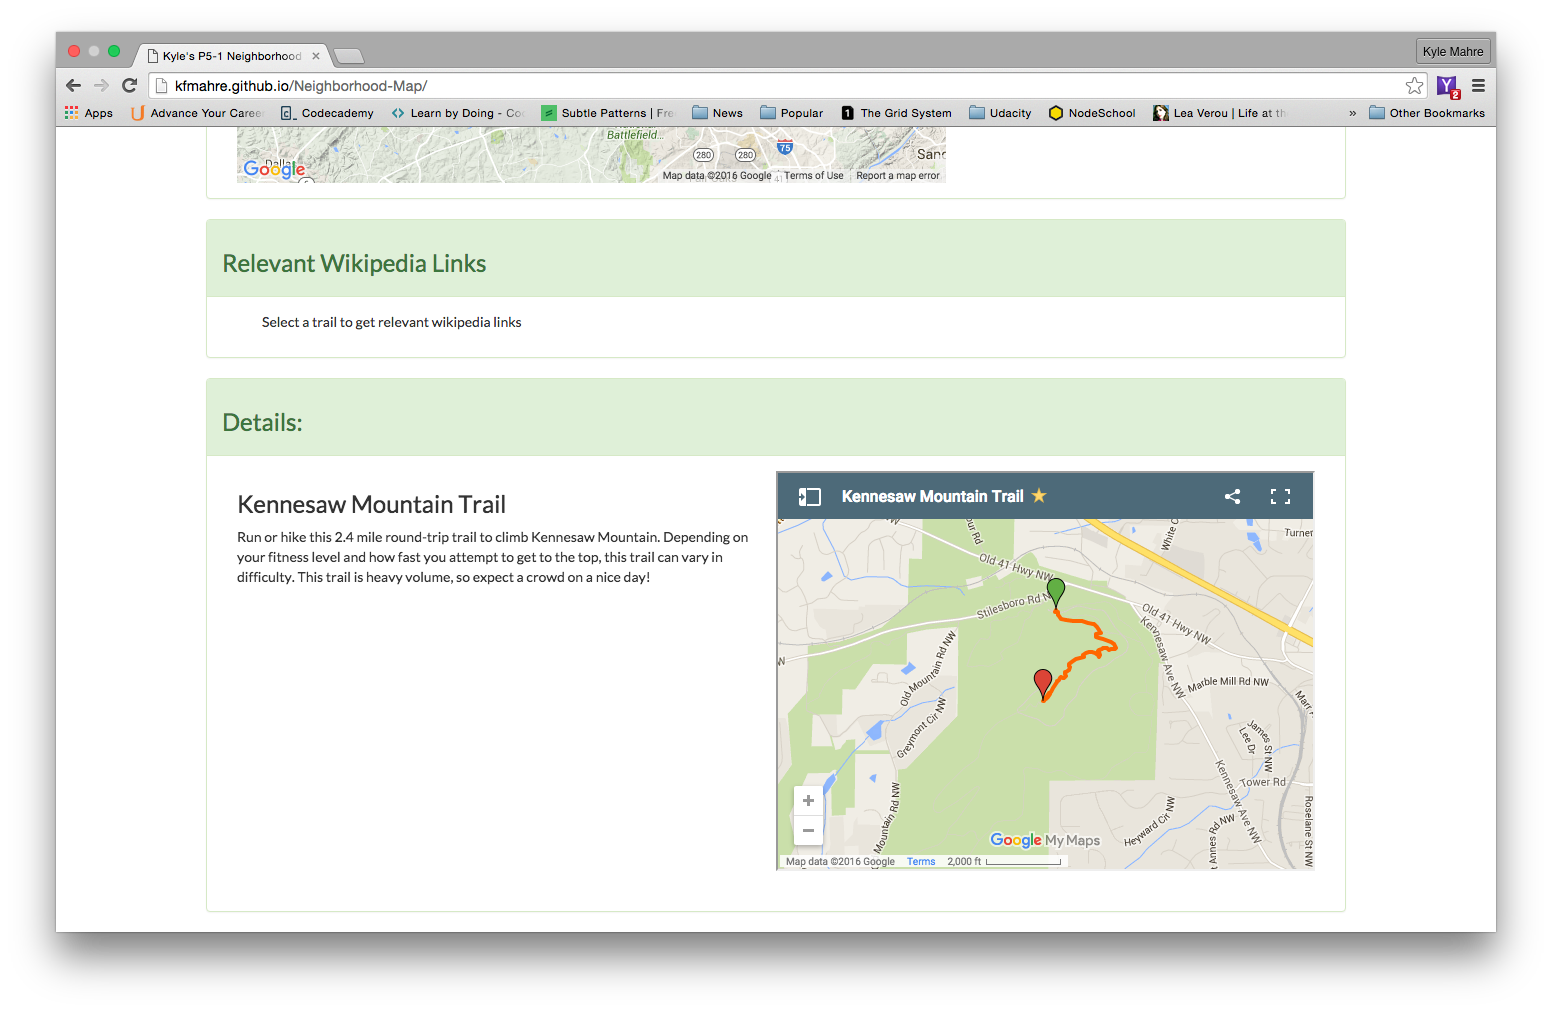 Kyle's P5-1 Neighborhood
Kyle Mahre
kfmahre.github.io/Neighborhood-Map/
Apps
Advance Your Caree
Codecademy
Learn by Doing - Co
Subtle Patterns | Fre
News
Popular
1 The Grid System
Udacity
NodeSchool
Lea Verou | Life at th
» Other Bookmarks
Battlefield...
280
280
75
Dalla
Google
Map data ©2016 Google
Terms of Use
Report a map error
Relevant Wikipedia Links
Select a trail to get relevant wikipedia links
Details:
Kennesaw Mountain Trail
Run or hike this 2.4 mile round-trip trail to climb Kennesaw Mountain. Depending on
your fitness level and how fast you attempt to get to the top, this trail can vary in
difficulty. This trail is heavy volume, so expect a crowd on a nice day!
Kennesaw Mountain Trail
White C
Turner
Old 41 Hwy NW
Stilesboro Rd N
Old 41 Hwy NW
Kennesaw Ave NW
Old Mountain Rd NW
Marble Mill Rd NW
Greymont Cir NW
James St NW
Lee Dr
Tower Rd
Kennesaw Ave NW
Mountain Rd NW
Heyward Cir NW
t Annes Rd NW
Roselane St NW
+
−
Google My Maps
Map data ©2016 Google
Terms
2,000 ft